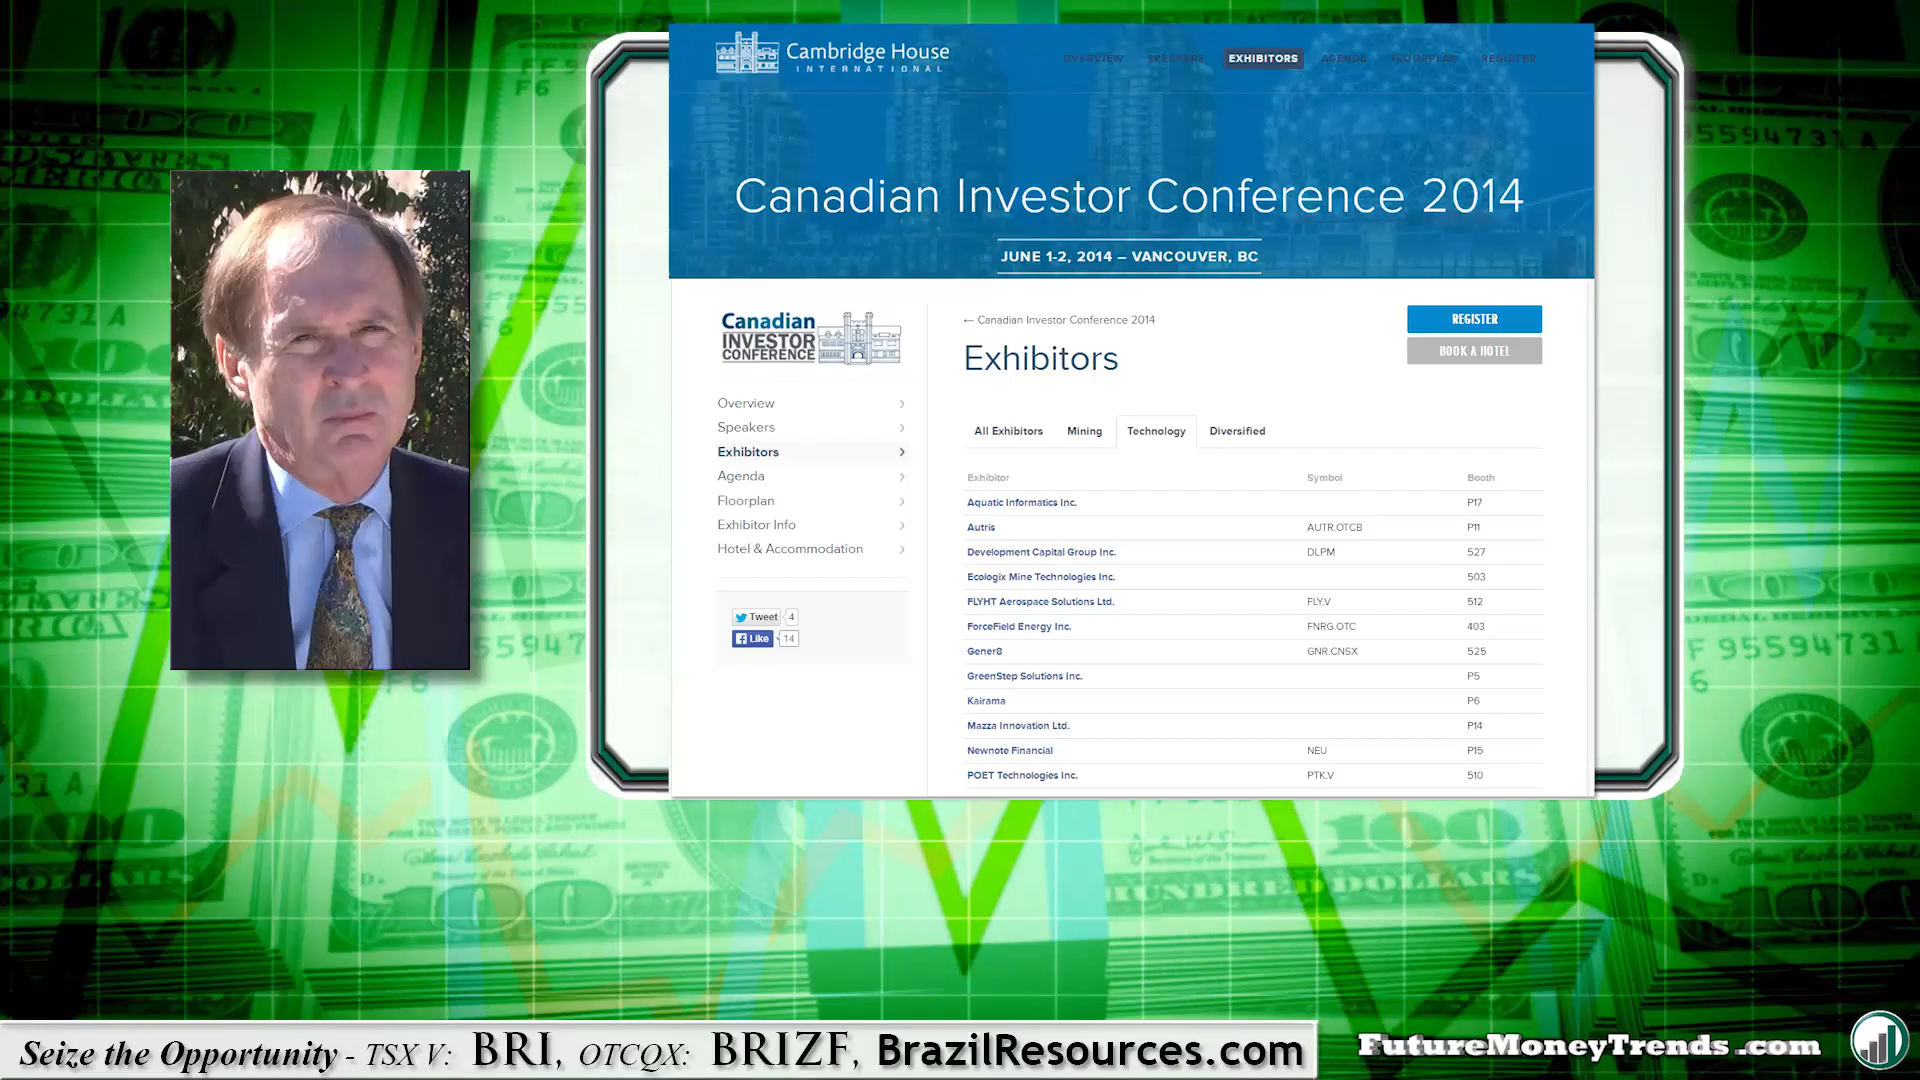 Cambridge House
INTERNATIONAL
OVERVIEW SPEAKERS EXHIBITORS AGENDA FLOORPLAN REGISTER
Canadian Investor Conference 2014
JUNE 1-2, 2014 – VANCOUVER, BC
Canadian
INVESTOR
CONFERENCE
Overview
Speakers
Exhibitors
Agenda
Floorplan
Exhibitor Info
Hotel & Accommodation
Tweet 4
Like 14
← Canadian Investor Conference 2014
Exhibitors
REGISTER
BOOK A HOTEL
All Exhibitors Mining Technology Diversified
Exhibitor Symbol Booth
Aquatic Informatics Inc. P17
Autris AUTR.OTCB P11
Development Capital Group Inc. DLPM 527
Ecologix Mine Technologies Inc. 503
FLYHT Aerospace Solutions Ltd. FLY.V 512
ForceField Energy Inc. FNRG.OTC 403
Gener8 GNR.CNSX 525
GreenStep Solutions Inc. P5
Kairama P6
Mazza Innovation Ltd. P14
Newnote Financial NEU P15
POET Technologies Inc. PTK.V 510
Seize the Opportunity - TSX V: BRI, OTCQX: BRIZF, BrazilResources.com
FutureMoneyTrends.com